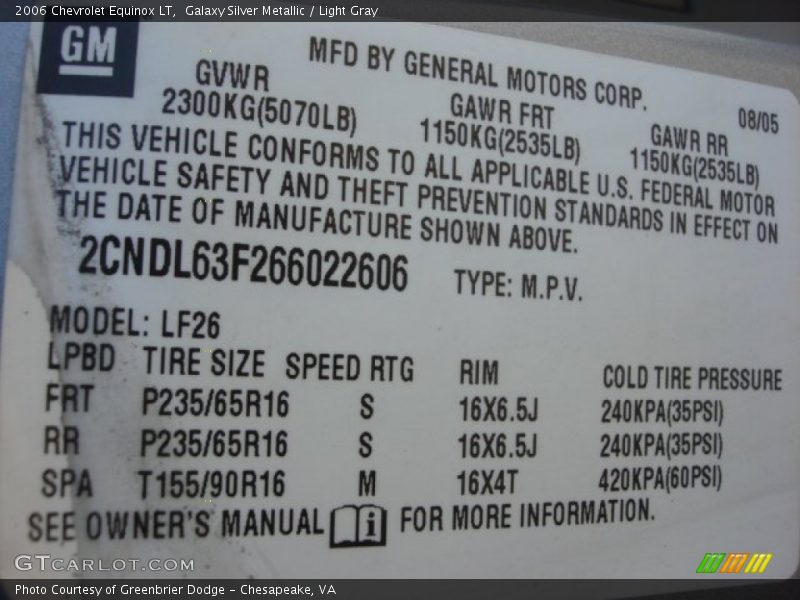 2006 Chevrolet Equinox LT,  Galaxy Silver Metallic / Light Gray
GM
MFD BY GENERAL MOTORS CORP.
08/05
GVWR
2300KG(5070LB)
GAWR FRT
1150KG(2535LB)
GAWR RR
1150KG(2535LB)
THIS VEHICLE CONFORMS TO ALL APPLICABLE U.S. FEDERAL MOTOR
VEHICLE SAFETY AND THEFT PREVENTION STANDARDS IN EFFECT ON
THE DATE OF MANUFACTURE SHOWN ABOVE.
2CNDL63F266022606 TYPE: M.P.V.
MODEL: LF26
LPBD TIRE SIZE SPEED RTG RIM COLD TIRE PRESSURE
FRT P235/65R16 S 16X6.5J 240KPA(35PSI)
RR P235/65R16 S 16X6.5J 240KPA(35PSI)
SPA T155/90R16 M 16X4T 420KPA(60PSI)
SEE OWNER'S MANUAL i FOR MORE INFORMATION.
GTCARLOT.COM
Photo Courtesy of Greenbrier Dodge - Chesapeake, VA